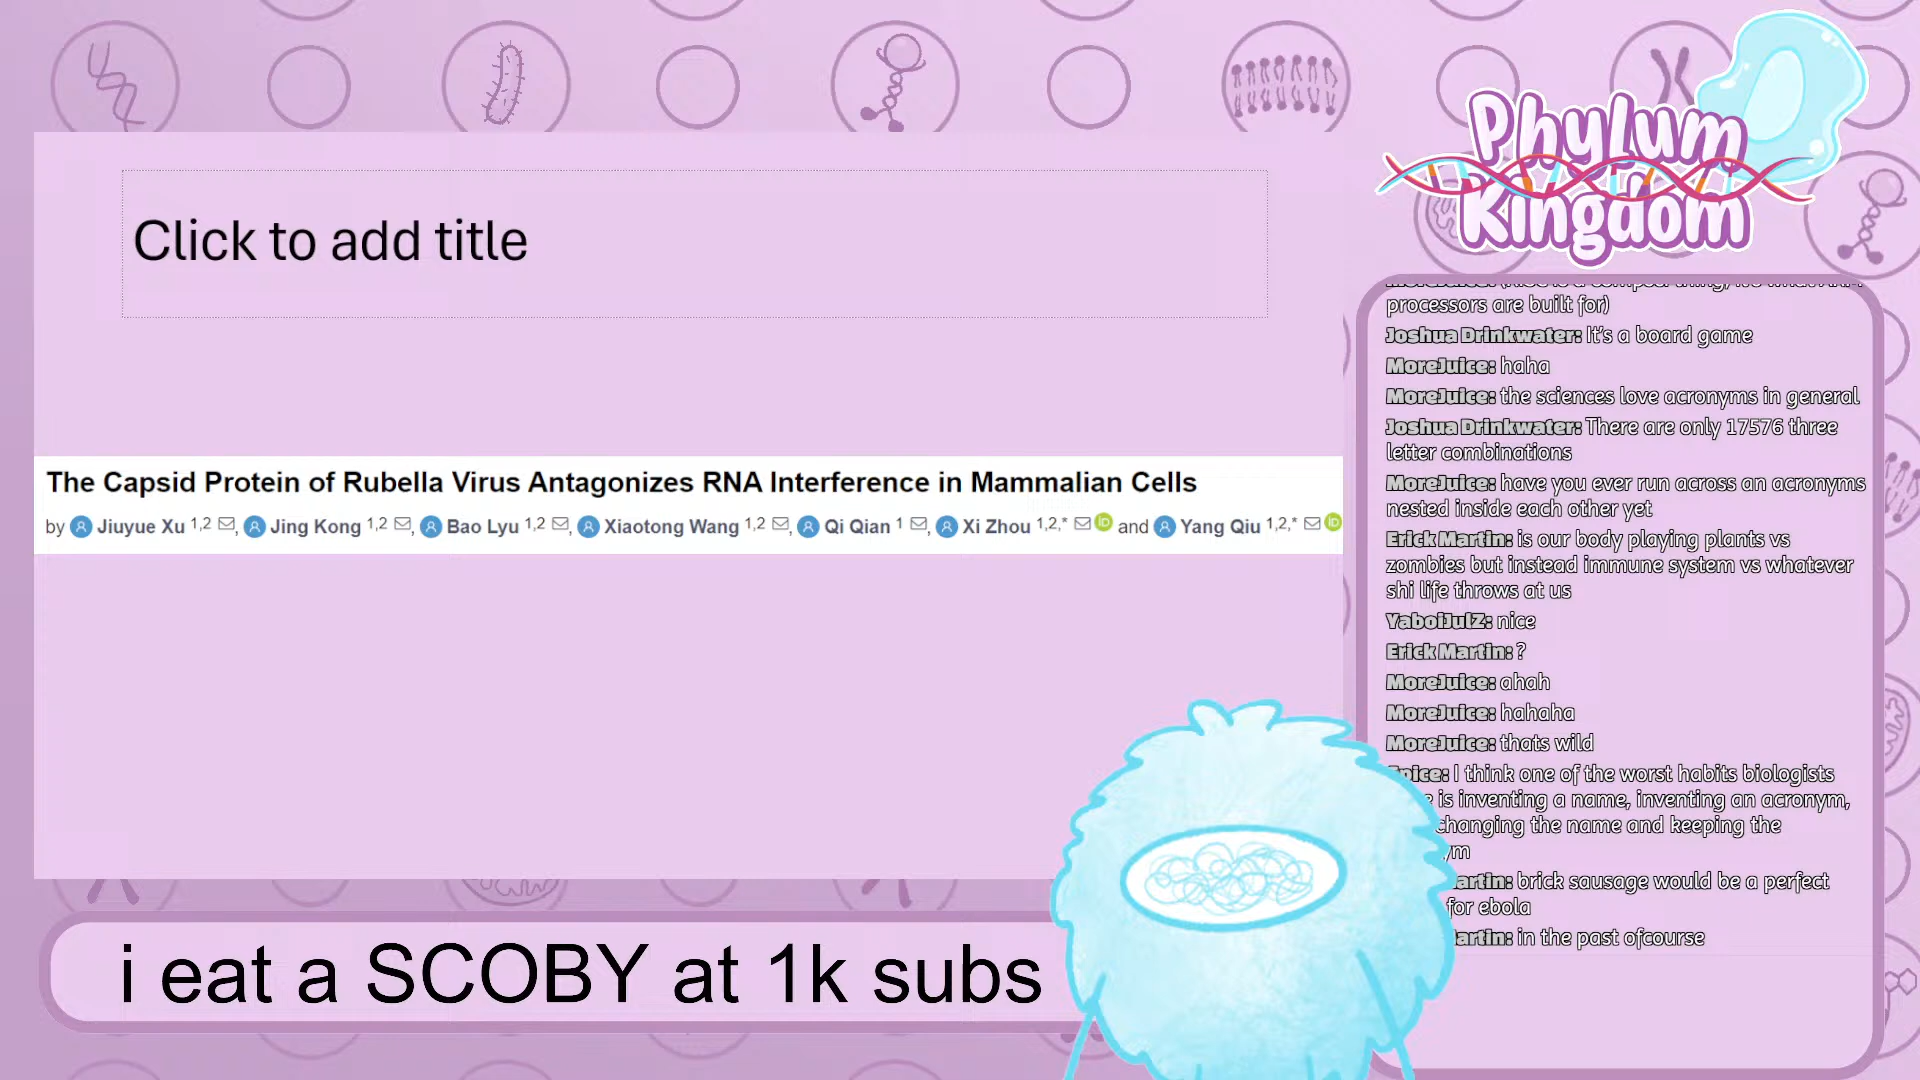 Phylum
Kingdom
Click to add title
The Capsid Protein of Rubella Virus Antagonizes RNA Interference in Mammalian Cells
by Jiuyue Xu 1,2, Jing Kong 1,2, Bao Lyu 1,2, Xiaotong Wang 1,2, Qi Qian 1, Xi Zhou 1,2,* iD and Yang Qiu 1,2,* iD
processors are built for)
Joshua Drinkwater: It's a board game
MoreJuice: haha
MoreJuice: the sciences love acronyms in general
Joshua Drinkwater: There are only 17576 three
letter combinations
MoreJuice: have you ever run across an acronyms
nested inside each other yet
Erick Martin: is our body playing plants vs
zombies but instead immune system vs whatever
shi life throws at us
YaboiJulZ: nice
Erick Martin: ?
MoreJuice: ahah
MoreJuice: hahaha
MoreJuice: thats wild
I think one of the worst habits biologists
is inventing a name, inventing an acronym,
changing the name and keeping the
brick sausage would be a perfect
for ebola
in the past ofcourse
i eat a SCOBY at 1k subs